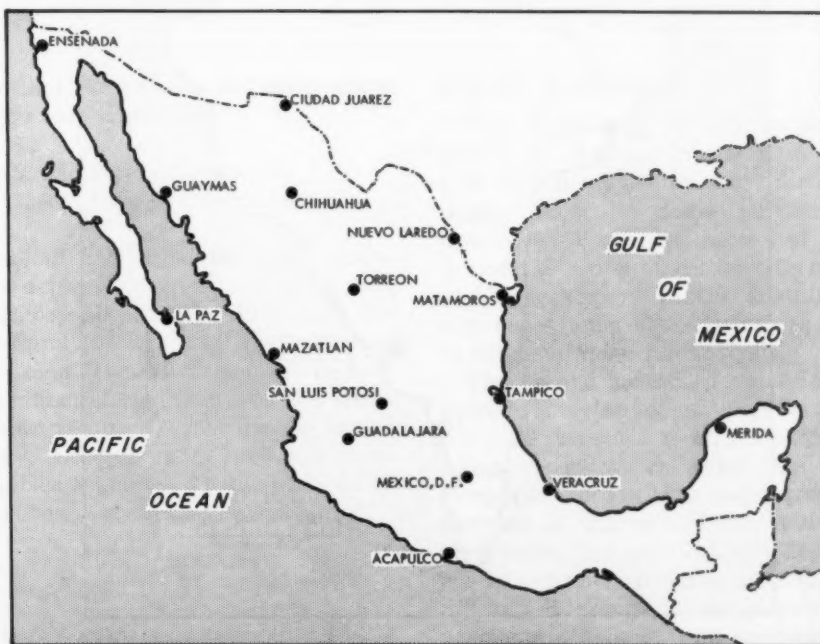 ENSEÑADA
CIUDAD JUAREZ
GUAYMAS
CHIHUAHUA
NUEVO LAREDO
GULF
OF
MEXICO
TORREON
MATAMOROS
LA PAZ
MAZATLAN
SAN LUIS POTOSI
TAMPICO
GUADALAJARA
MERIDA
PACIFIC
OCEAN
MEXICO, D.F.
VERACRUZ
ACAPULCO